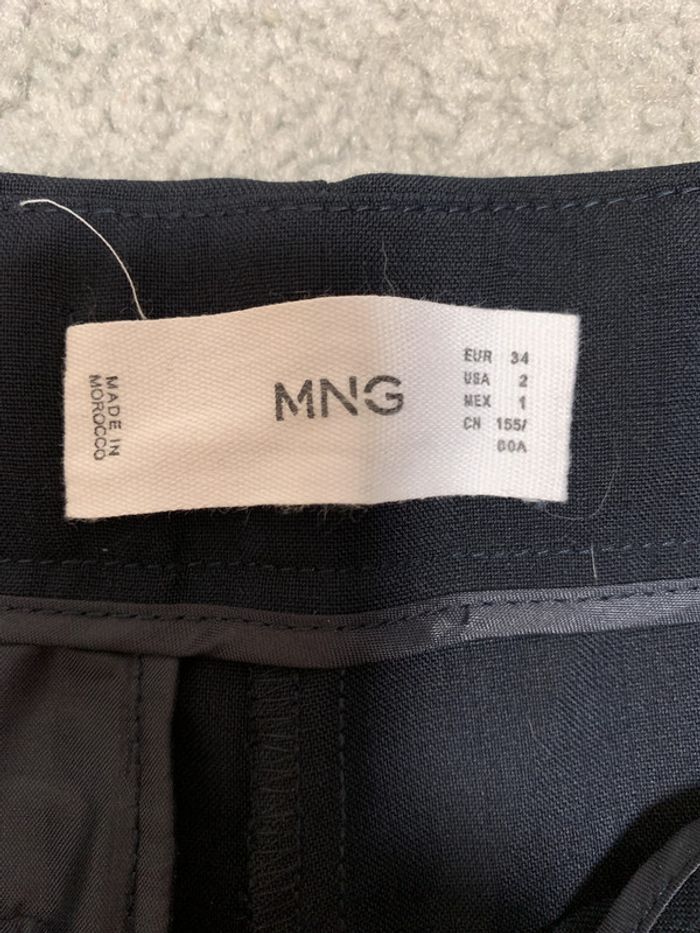 MADE IN
MOROCCO
MNG
EUR 34
USA 2
MEX 1
CN 155/
60A